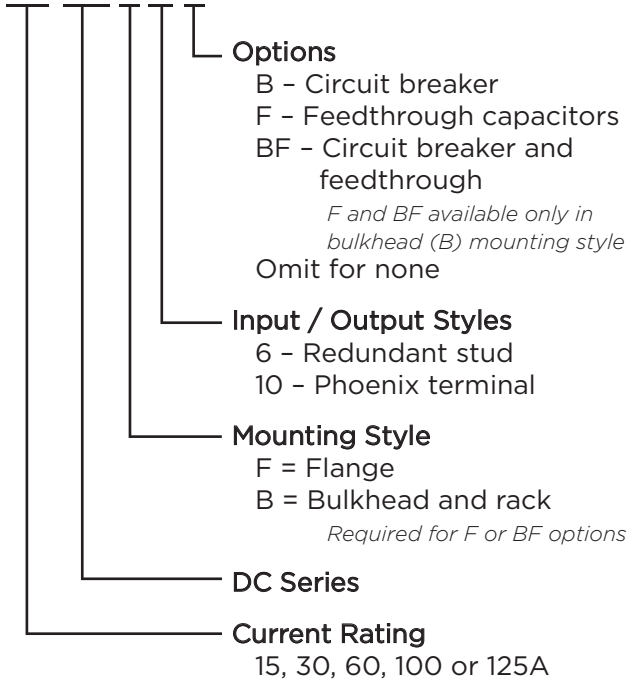 Options
B – Circuit breaker
F – Feedthrough capacitors
BF – Circuit breaker and
feedthrough
F and BF available only in
bulkhead (B) mounting style
Omit for none
Input / Output Styles
6 – Redundant stud
10 – Phoenix terminal
Mounting Style
F = Flange
B = Bulkhead and rack
Required for F or BF options
DC Series
Current Rating
15, 30, 60, 100 or 125A